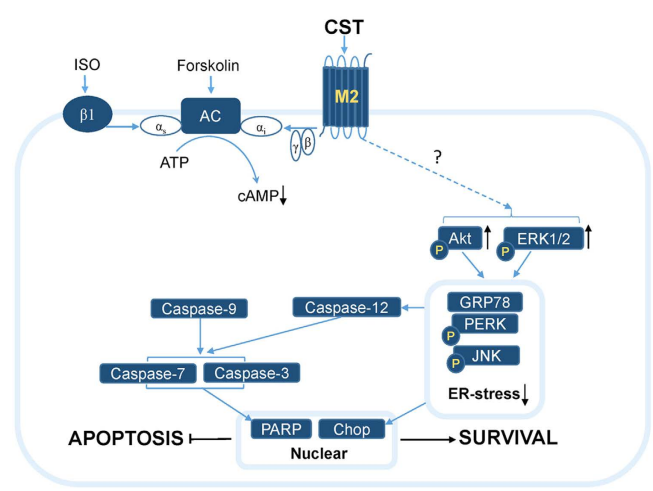 CST
ISO
Forskolin
M2
β1
αs
AC
αi
γ
β
ATP
cAMP
?
Akt
P
ERK1/2
P
GRP78
PERK
P
JNK
P
ER-stress
Caspase-9
Caspase-12
Caspase-7
Caspase-3
PARP
Chop
Nuclear
APOPTOSIS
SURVIVAL